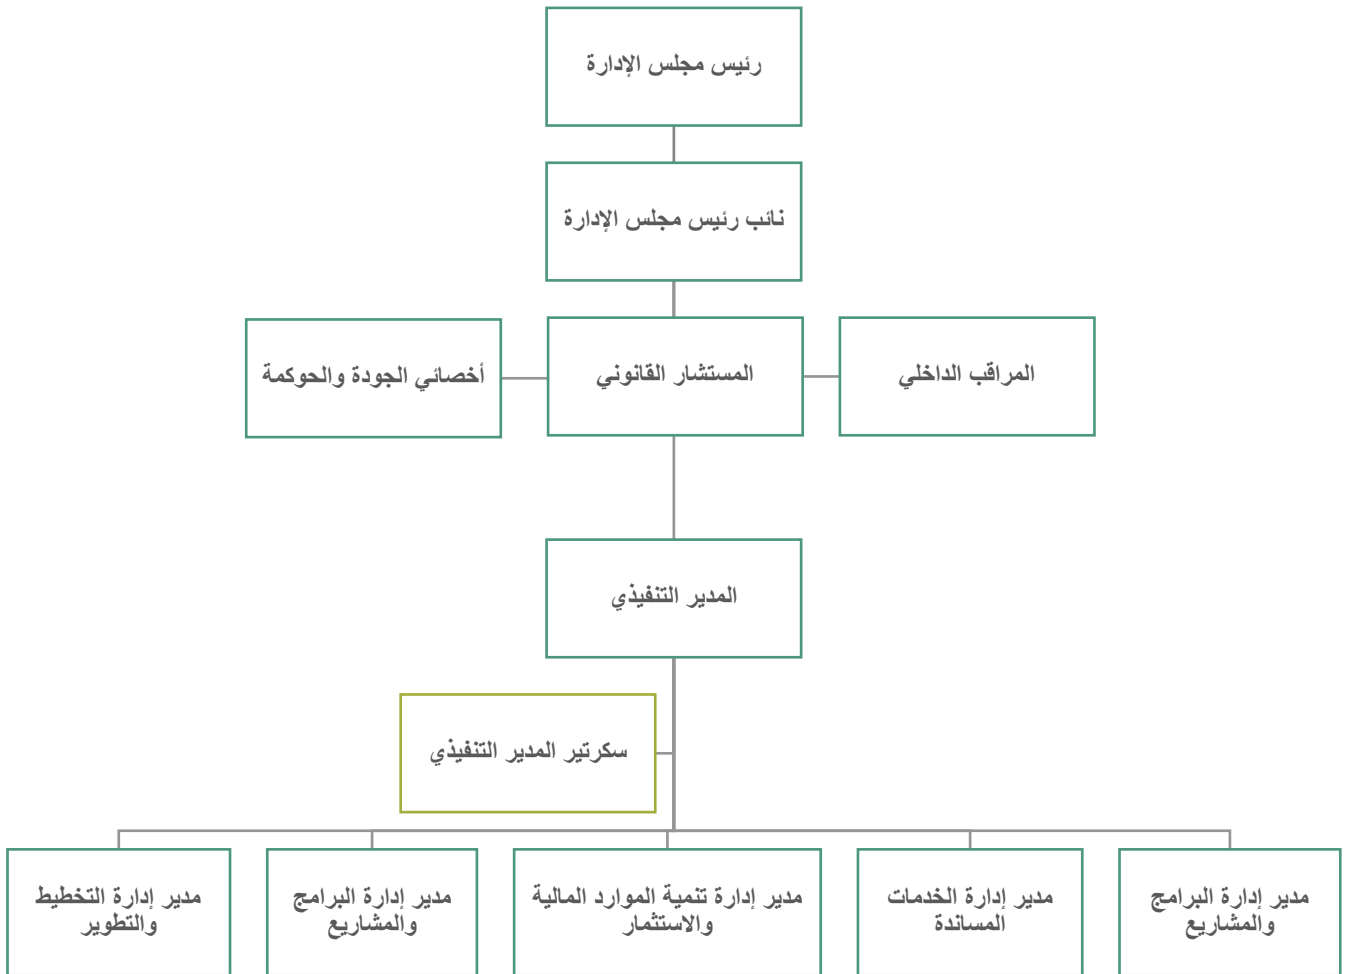 رئيس مجلس الإدارة
نائب رئيس مجلس الإدارة
المراقب الداخلي
المستشار القانوني
أخصائي الجودة والحوكمة
المدير التنفيذي
سكرتير المدير التنفيذي
مدير إدارة البرامج
والمشاريع
مدير إدارة الخدمات
المساندة
مدير إدارة تنمية الموارد المالية
والاستثمار
مدير إدارة البرامج
والمشاريع
مدير إدارة التخطيط
والتطوير